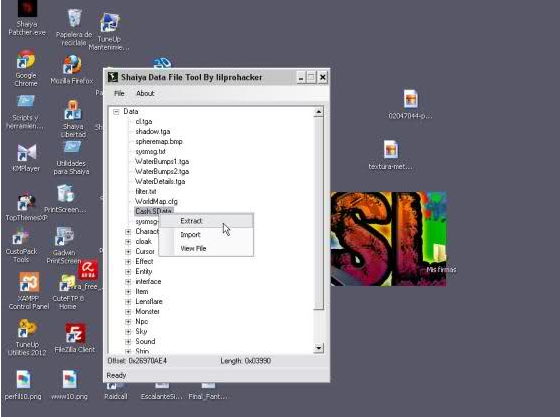 Shaiya
Patcher.exe
Papelera de
reciclaje
TuneUp
Mantenimie...
Google
Chrome
Mozilla Firefox
Scripts y
herramien...
Shaiya
Libertad
KMPlayer
Utilidades
para Shaiya
TopThemesXP
PrintScreen...
CustoPack
Tools
Gadwin
PrintScreen
XAMPP
Control Panel
CuteFTP 8
Home
TuneUp
Utilities 2012
FileZilla Client
perfil10.png
www10.png
Raidcall
EscalanteSi...
Final_Fant...
Shaiya Data File Tool By lilprohacker
File About
Data
cl.tga
shadow.tga
spheremap.bmp
sysmsg.txt
WaterBumps1.tga
WaterBumps2.tga
WaterDetails.tga
filter.txt
WorldMap.cfg
Cash.SData
sysmsg-
Charact
cloak
Cursor
Effect
Entity
interface
Item
Lensflare
Monster
Npc
Sky
Sound
Extract
Import
View File
Offset: 0x26970AE4 Length: 0x03990
Ready
02047044-p...
textura-met...
SL
Mis firmas